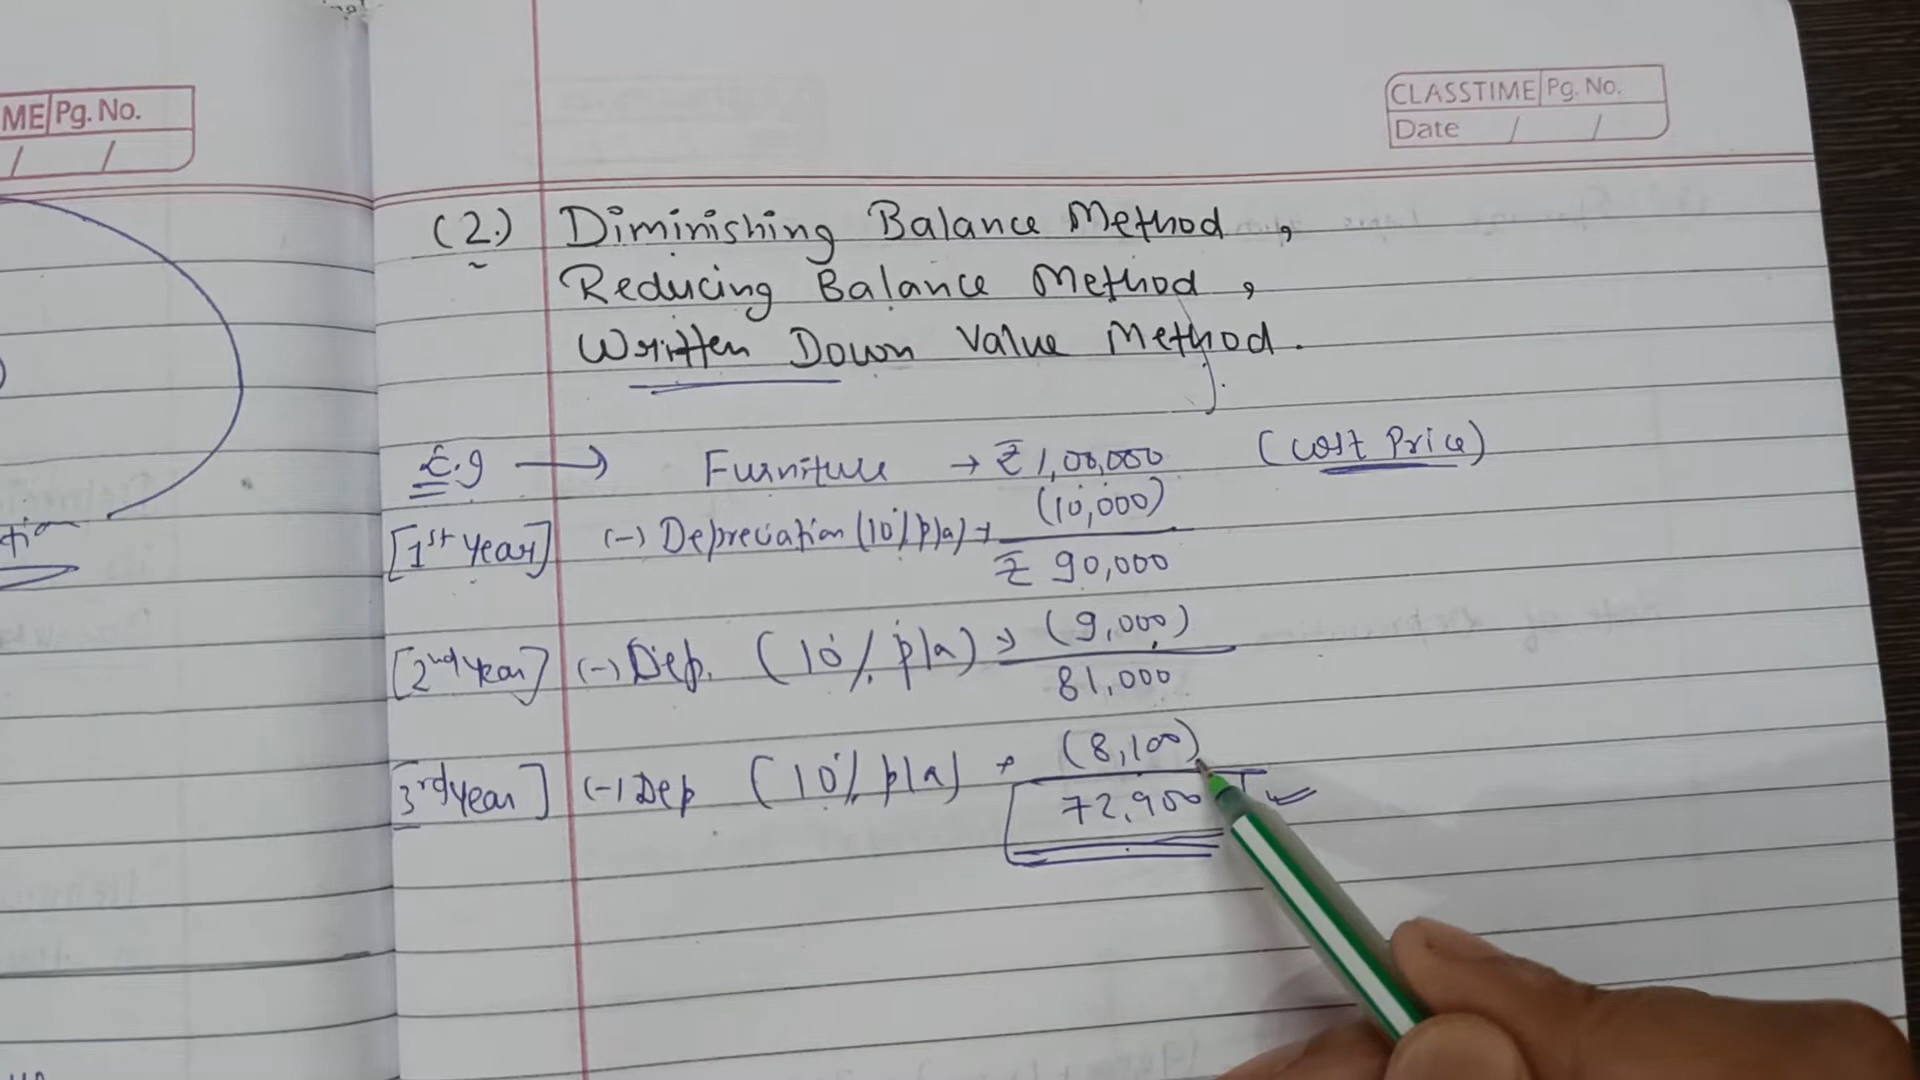 ME Pg. No.
/ /
CLASSTIME Pg. No.
Date / /
(2.) Diminishing Balance Method,
Reducing Balance Method,
Written Down Value Method.
E.g → Furniture → ₹ 1,00,000 (Cost Price)
[1st Year] (-) Depreciation (10% p/a) → (10,000)
₹ 90,000
[2nd year] (-) Dep. (10% p/a) → (9,000)
81,000
3rd Year] (-) Dep (10% p/a) → (8,100)
72,900